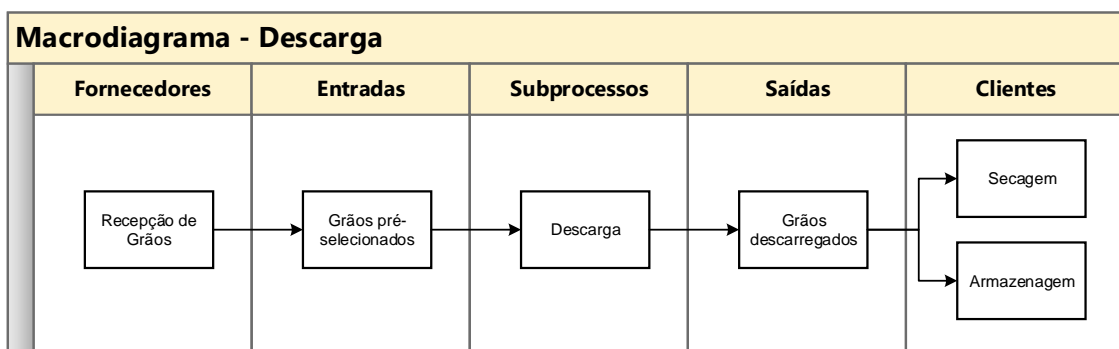 Macrodiagrama - Descarga
Fornecedores
Entradas
Subprocessos
Saídas
Clientes
Recepção de
Grãos
Grãos pré-
selecionados
Descarga
Grãos
descarregados
Secagem
Armazenagem